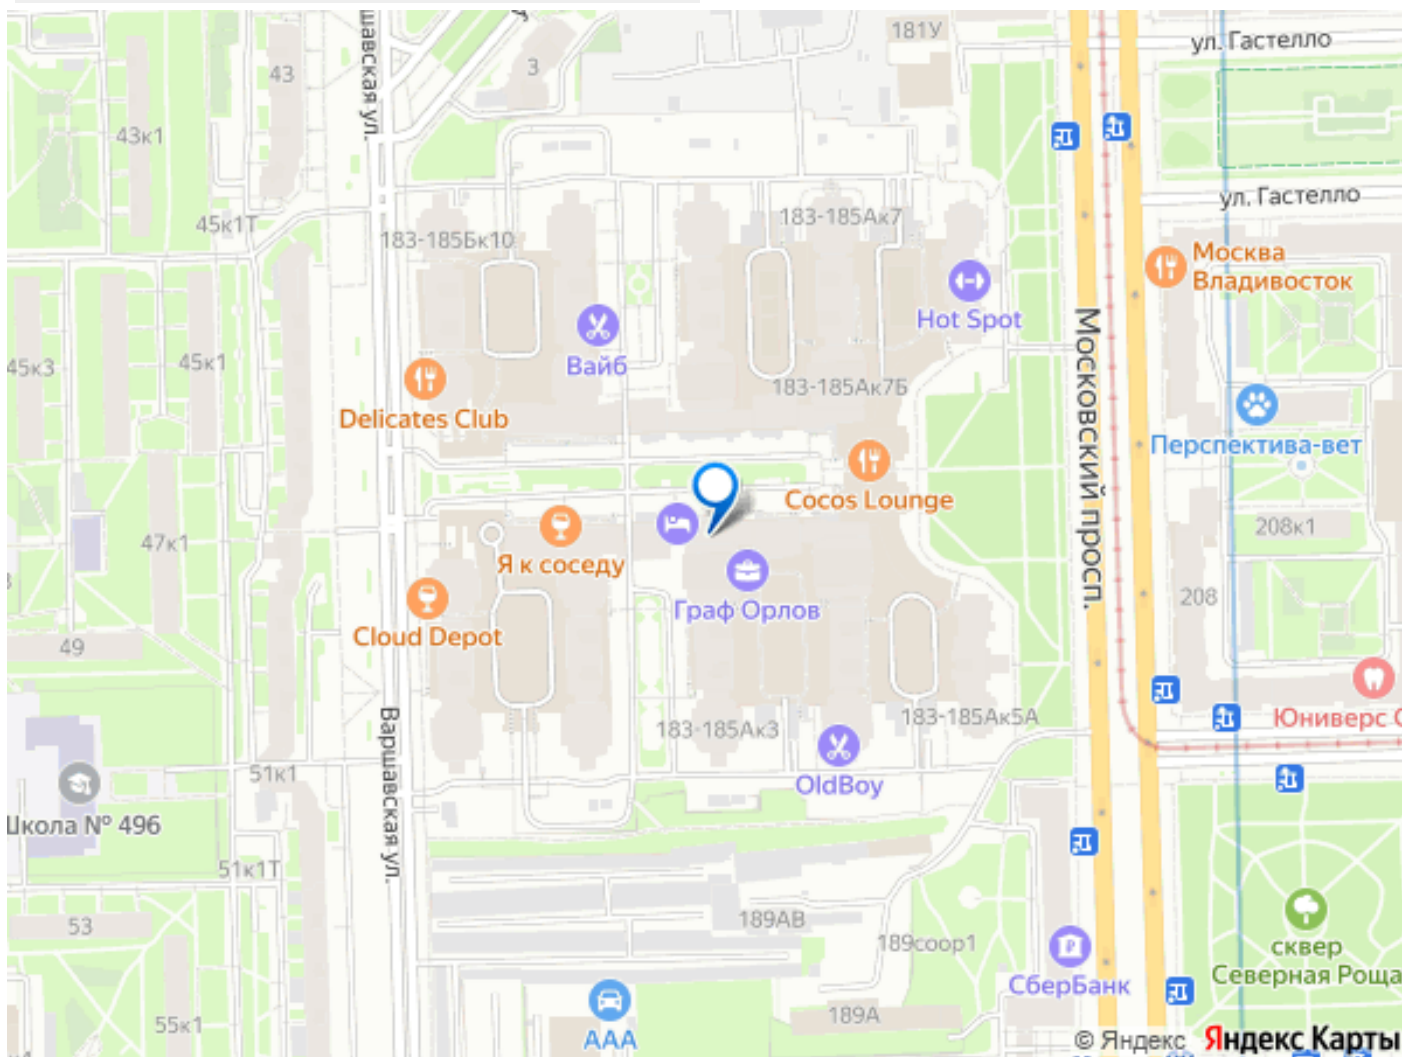 181У
ул. Гастелло
3
43
шавская ул.
43к1
ул. Гастелло
183-185Ак7
45к1Т
183-185Бк10
Москва
Владивосток
Hot Spot
Московский просп.
Вайб
45к3
45к1
183-185Ак7Б
Delicates Club
Перспектива-вет
Cocos Lounge
208к1
47к1
Я к соседу
Граф Орлов
208
Cloud Depot
49
Юниверс С
183-185Ак5А
183-185Ак3
Варшавская ул.
51к1
OldBoy
Школа № 496
51к1Т
189АВ
53
189соор1
сквер
Северная Роща
СберБанк
189А
55к1
ААА
© Яндекс Яндекс Карты